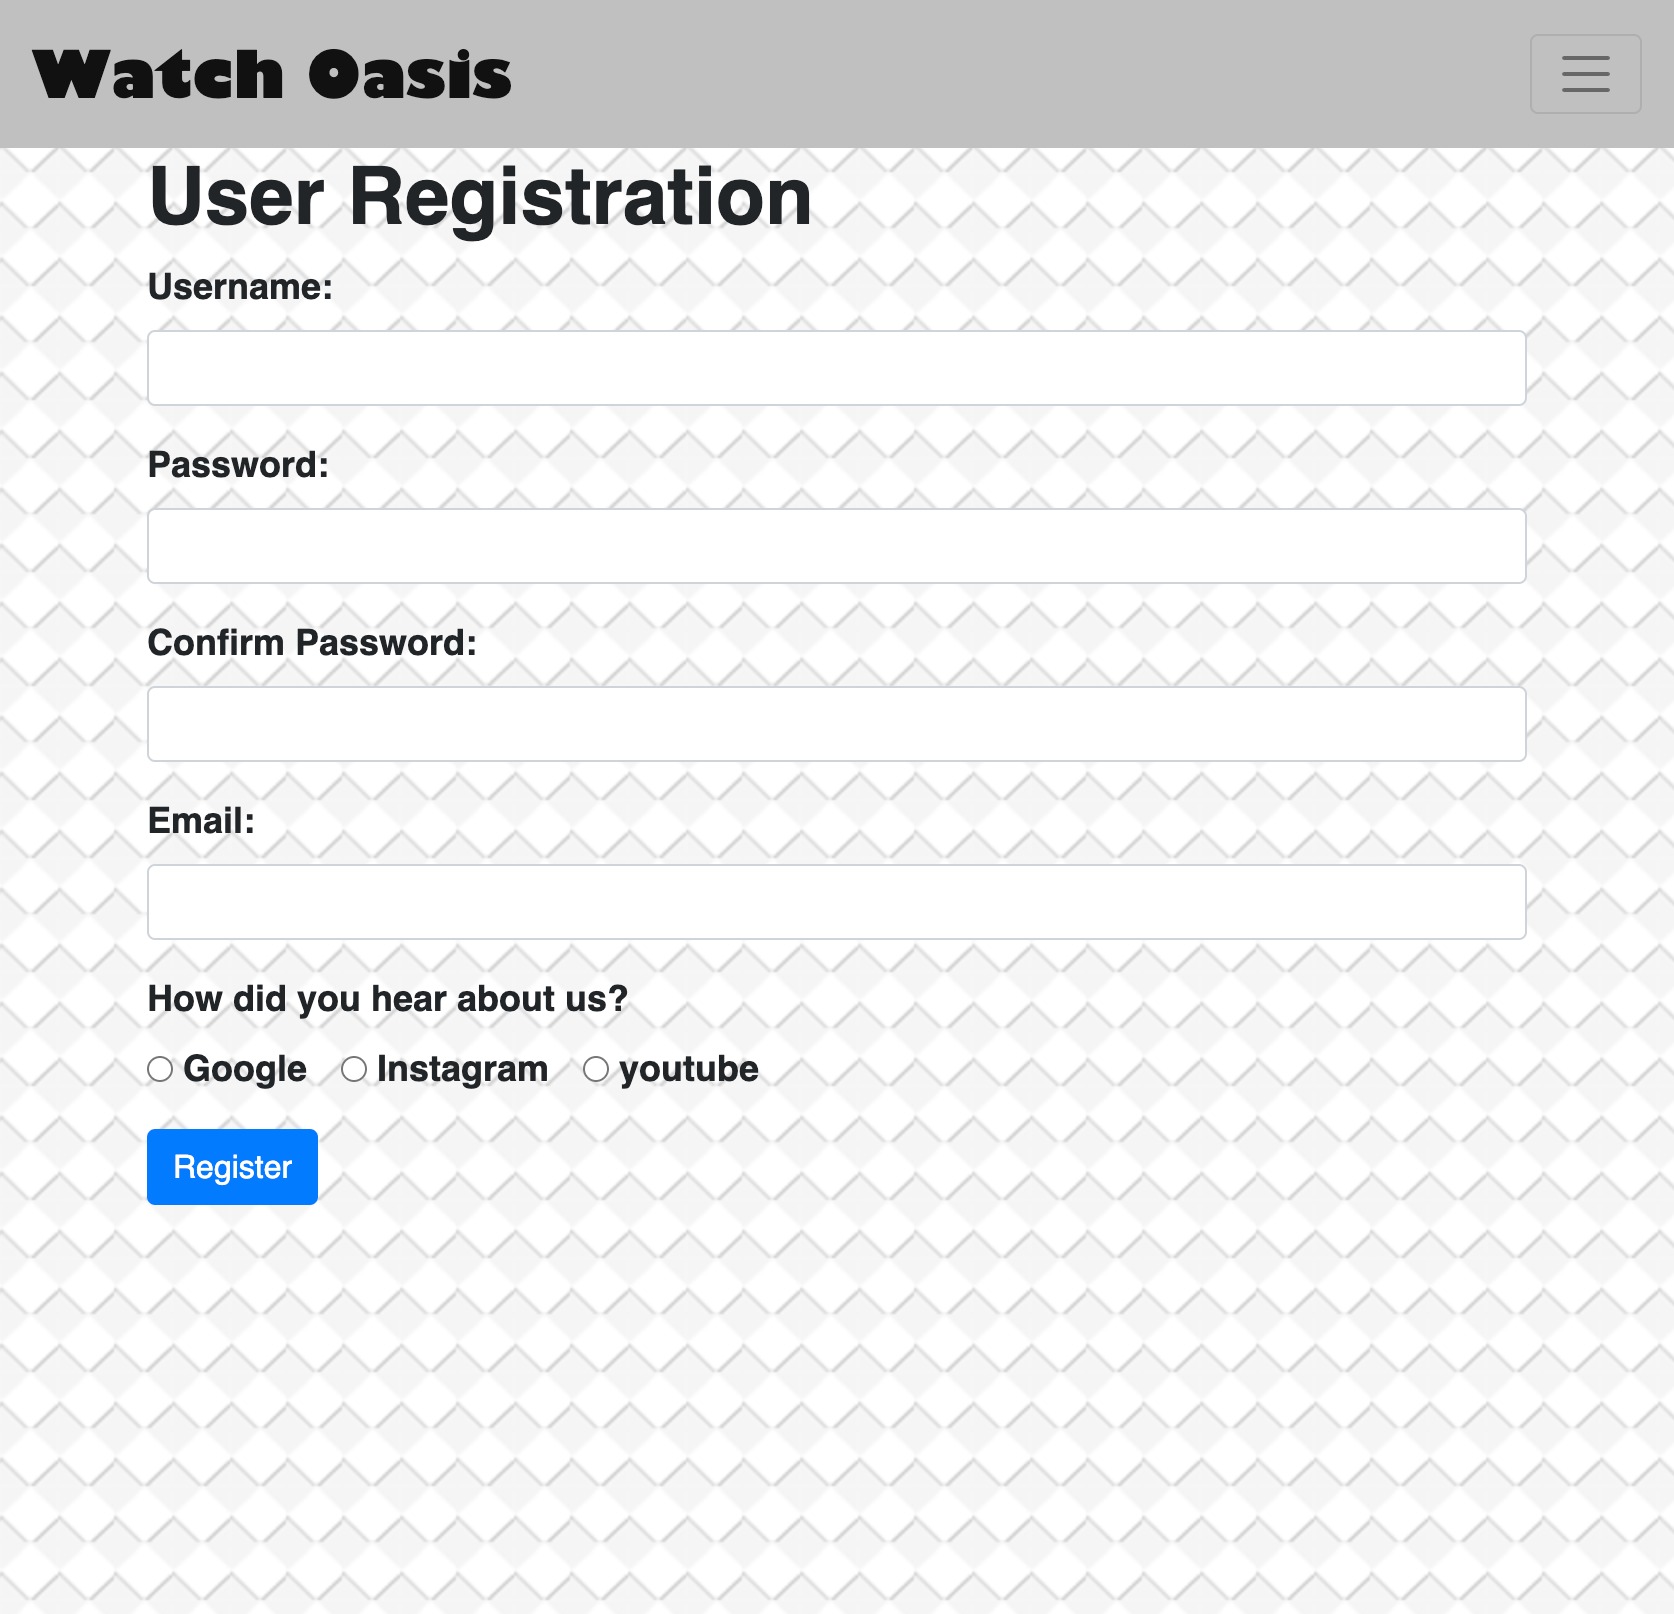 Watch Oasis
User Registration
Username:
Password:
Confirm Password:
Email:
How did you hear about us?
Google Instagram youtube
Register